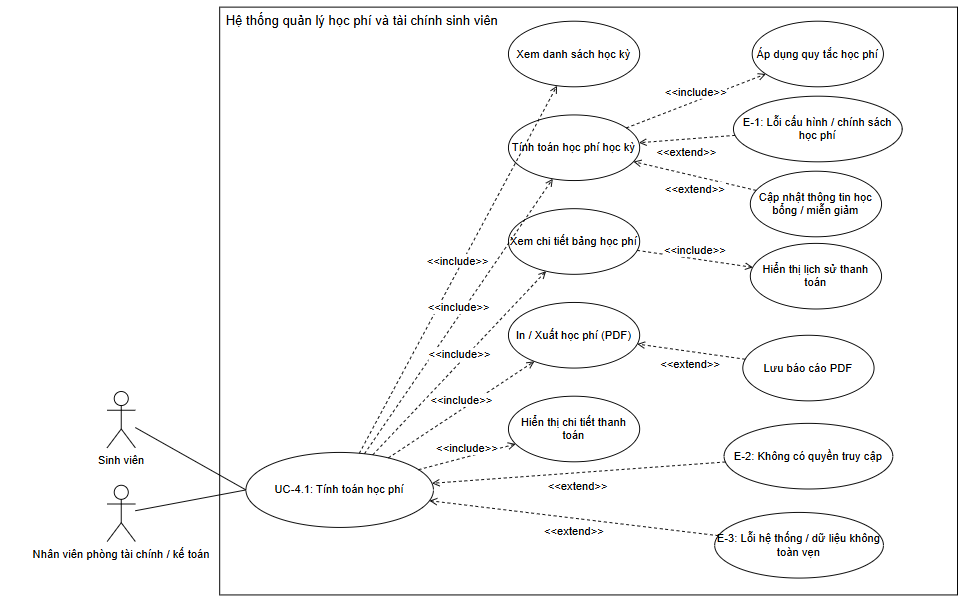 Hệ thống quản lý học phí và tài chính sinh viên
Xem danh sách học kỳ
Áp dụng quy tắc học phí
<<include>>
E-1: Lỗi cấu hình / chính sách
học phí
Tính toán học phí học kỳ
<<extend>>
<<extend>>
Cập nhật thông tin học
bổng / miễn giảm
Xem chi tiết bảng học phí
<<include>>
<<include>>
Hiển thị lịch sử thanh
toán
<<include>>
In / Xuất học phí (PDF)
<<include>>
<<extend>>
Lưu báo cáo PDF
<<include>>
Hiển thị chi tiết thanh
toán
<<include>>
E-2: Không có quyền truy cập
Sinh viên
UC-4.1: Tính toán học phí
<<extend>>
<<extend>>
E-3: Lỗi hệ thống / dữ liệu không
toàn vẹn
Nhân viên phòng tài chính / kế toán